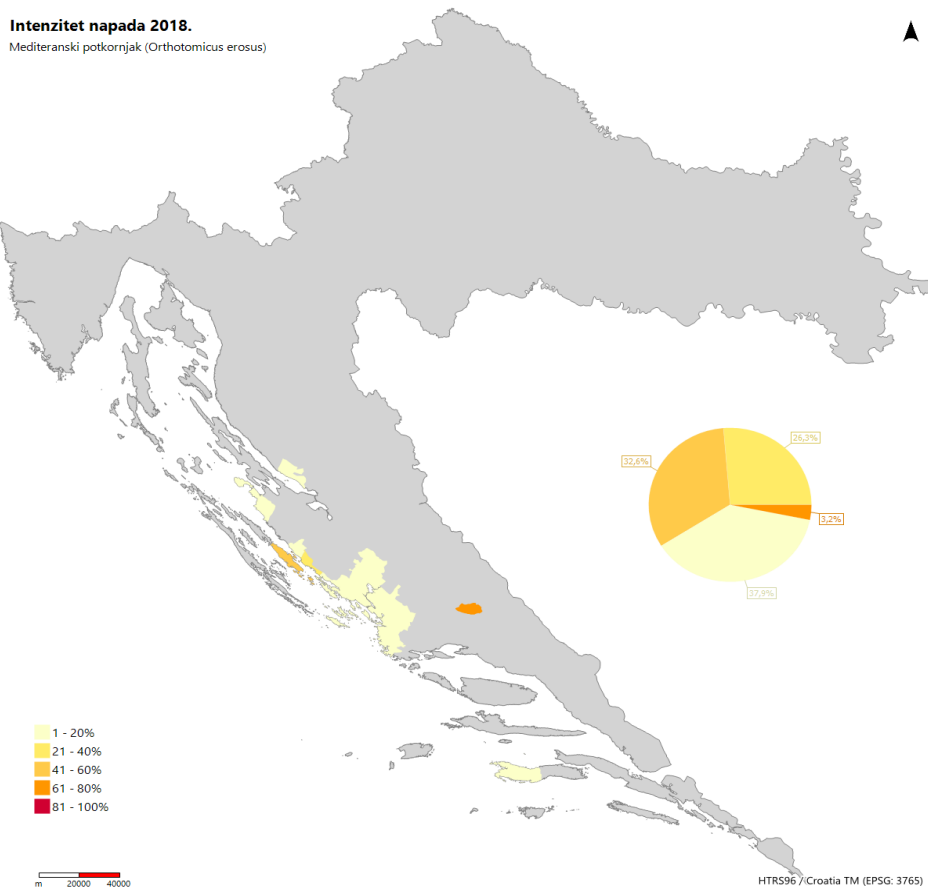 Intenzitet napada 2018.
Mediteranski potkornjak (Orthotomicus erosus)
26,3%
32,6%
3,2%
37,9%
1 - 20%
21 - 40%
41 - 60%
61 - 80%
81 - 100%
m 20000 40000
HTRS96 / Croatia TM (EPSG: 3765)